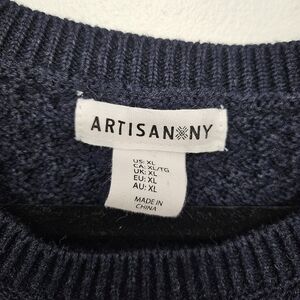 ARTISAN NY
US: XL
CA: XL/TG
UK: XL
EU: XL
AU: XL
MADE IN
CHINA